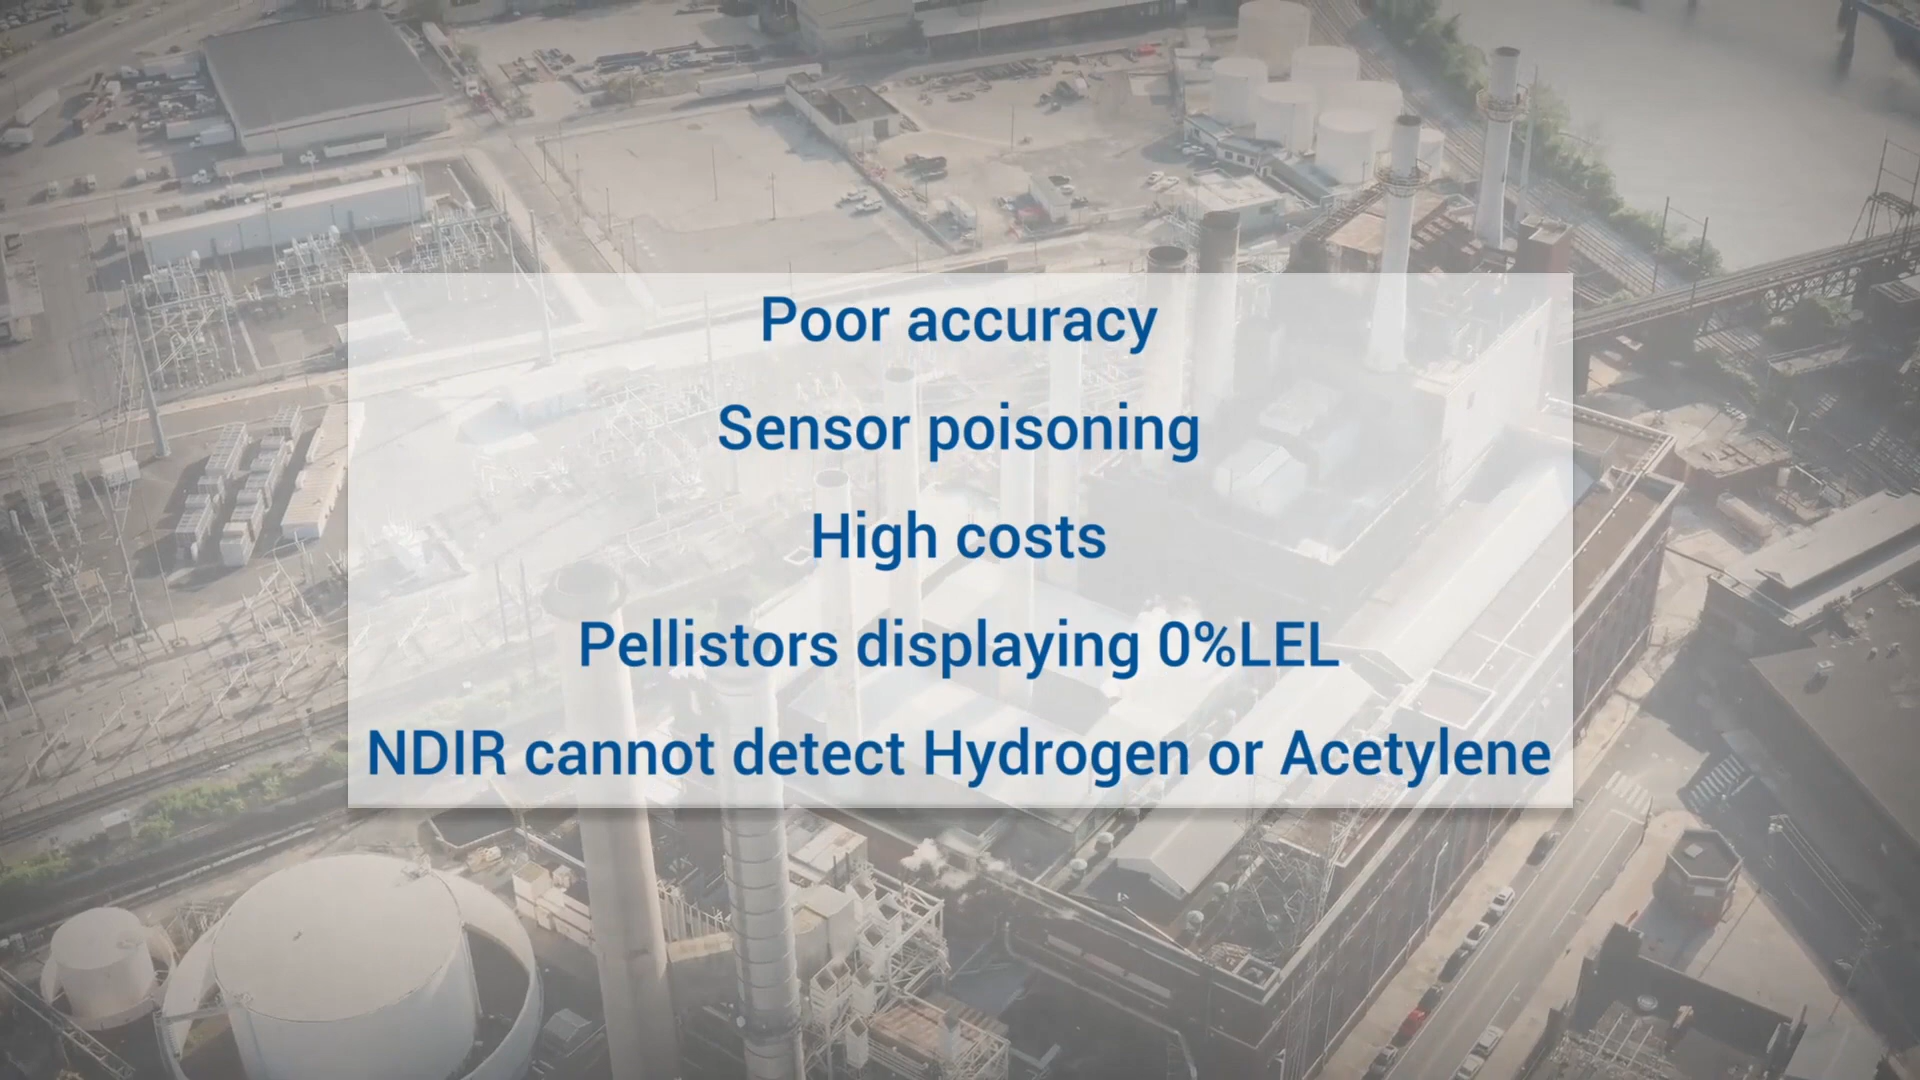 Poor accuracy
Sensor poisoning
High costs
Pellistors displaying 0%LEL
NDIR cannot detect Hydrogen or Acetylene